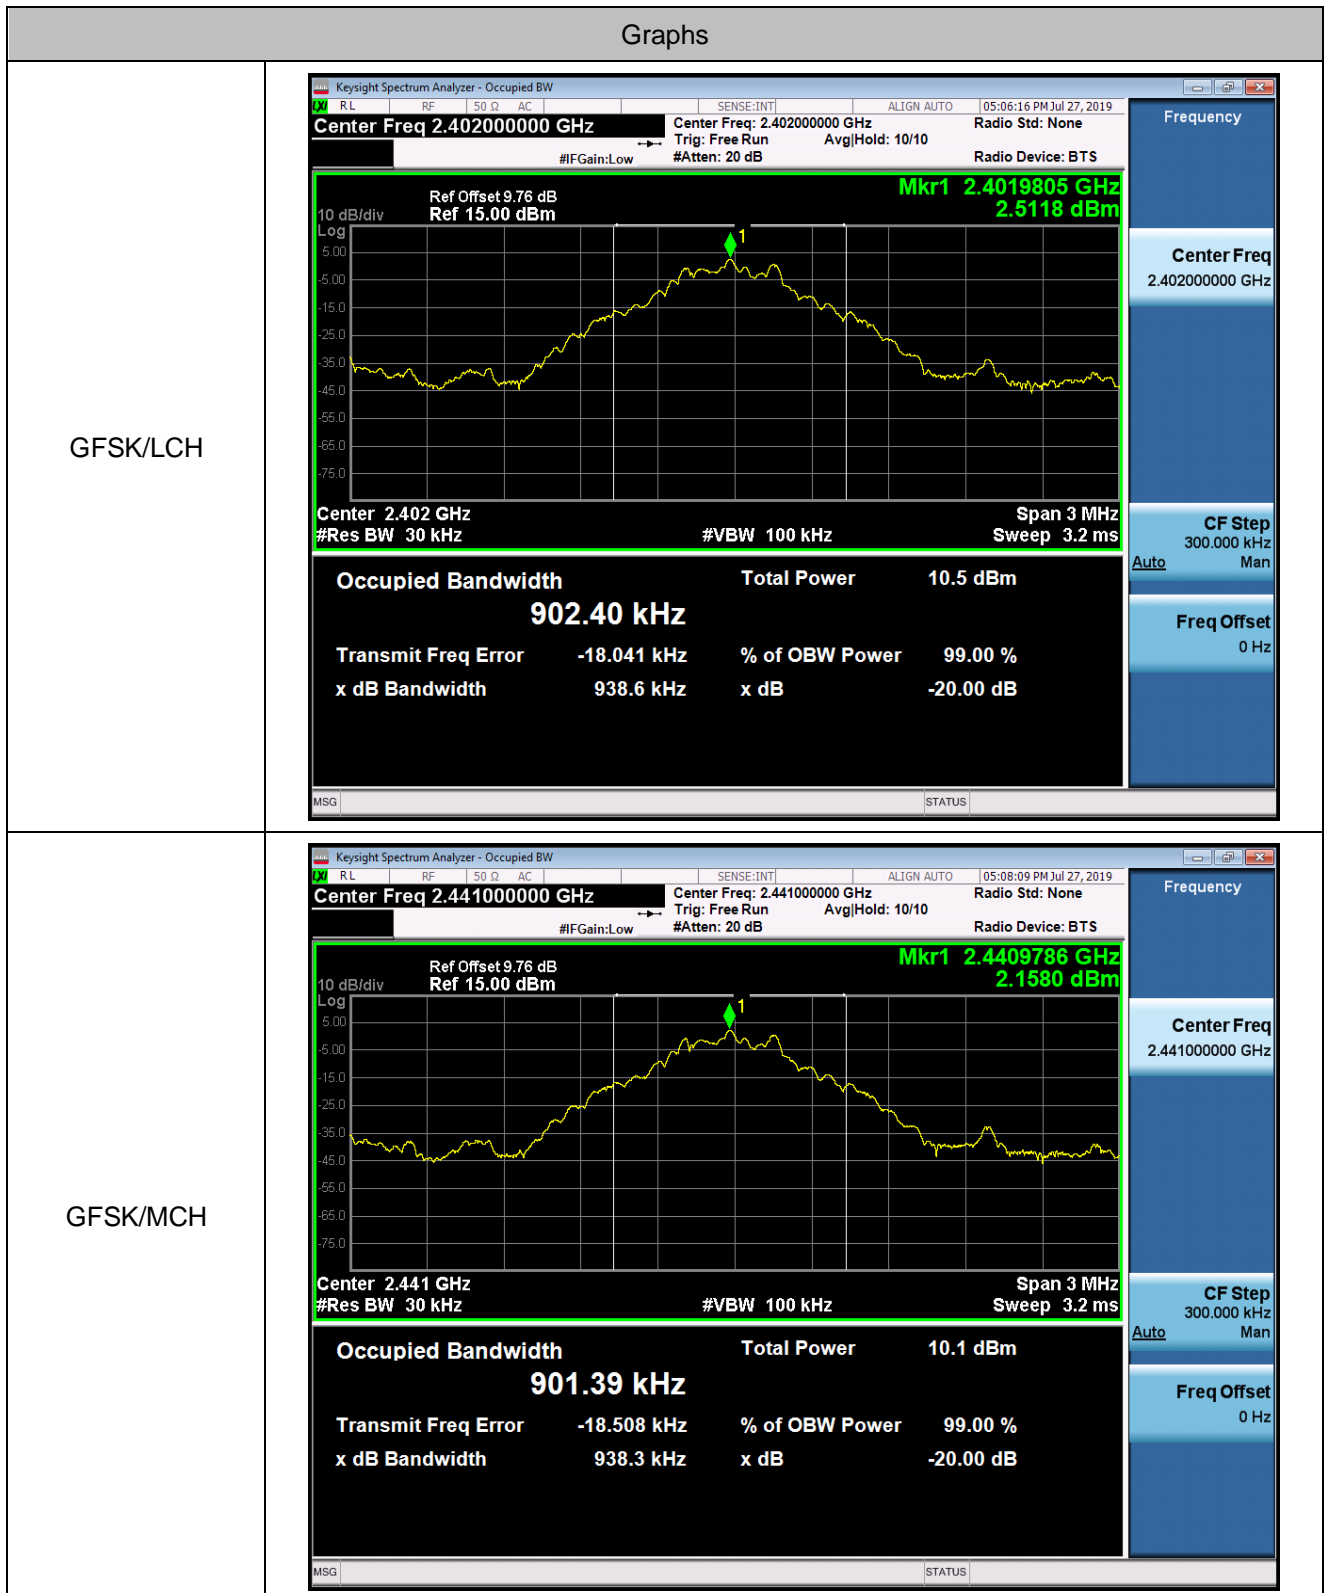 Graphs
GFSK/LCH
Keysight Spectrum Analyzer - Occupied BW
LXI RL RF 50 Ω AC SENSE:INT ALIGN AUTO 05:06:16 PM Jul 27, 2019
Center Freq 2.402000000 GHz
Center Freq: 2.402000000 GHz
Radio Std: None
Trig: Free Run Avg|Hold: 10/10
#IFGain:Low #Atten: 20 dB Radio Device: BTS
Mkr1 2.4019805 GHz
2.5118 dBm
Ref Offset 9.76 dB
10 dB/div Ref 15.00 dBm
Log
5.00
-5.00
-15.0
-25.0
-35.0
-45.0
-55.0
-65.0
-75.0
1
Center 2.402 GHz Span 3 MHz
#Res BW 30 kHz #VBW 100 kHz Sweep 3.2 ms
Occupied Bandwidth Total Power 10.5 dBm
902.40 kHz
Transmit Freq Error -18.041 kHz % of OBW Power 99.00 %
x dB Bandwidth 938.6 kHz x dB -20.00 dB
MSG STATUS
Frequency
Center Freq
2.402000000 GHz
CF Step
300.000 kHz
Auto Man
Freq Offset
0 Hz
GFSK/MCH
Keysight Spectrum Analyzer - Occupied BW
LXI RL RF 50 Ω AC SENSE:INT ALIGN AUTO 05:08:09 PM Jul 27, 2019
Center Freq 2.441000000 GHz
Center Freq: 2.441000000 GHz
Radio Std: None
Trig: Free Run Avg|Hold: 10/10
#IFGain:Low #Atten: 20 dB Radio Device: BTS
Mkr1 2.4409786 GHz
2.1580 dBm
Ref Offset 9.76 dB
10 dB/div Ref 15.00 dBm
Log
5.00
-5.00
-15.0
-25.0
-35.0
-45.0
-55.0
-65.0
-75.0
1
Center 2.441 GHz Span 3 MHz
#Res BW 30 kHz #VBW 100 kHz Sweep 3.2 ms
Occupied Bandwidth Total Power 10.1 dBm
901.39 kHz
Transmit Freq Error -18.508 kHz % of OBW Power 99.00 %
x dB Bandwidth 938.3 kHz x dB -20.00 dB
MSG STATUS
Frequency
Center Freq
2.441000000 GHz
CF Step
300.000 kHz
Auto Man
Freq Offset
0 Hz